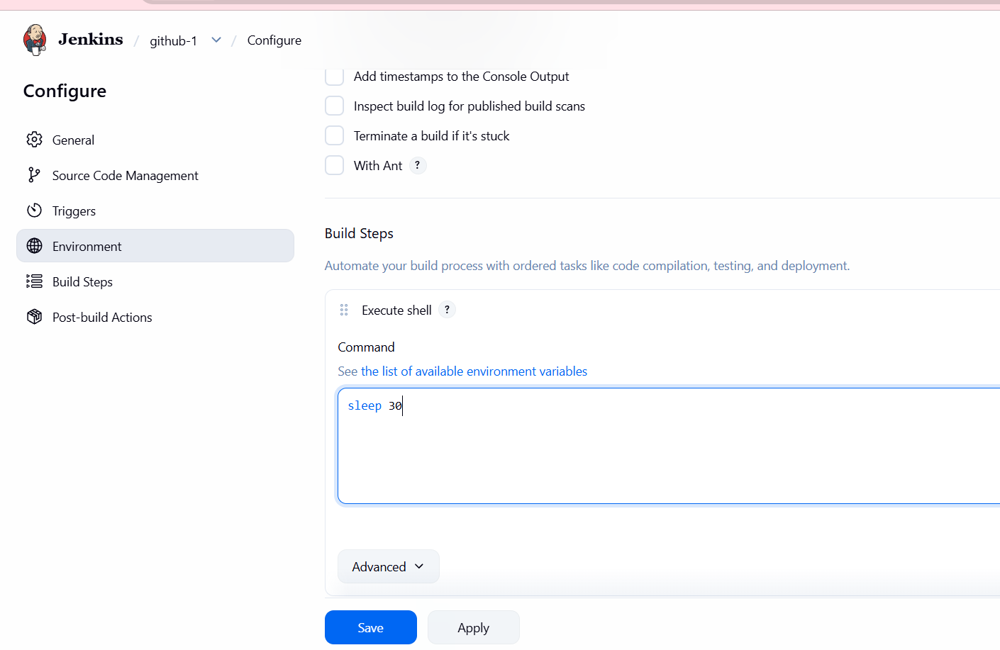 Jenkins / github-1 / Configure
Configure
General
Source Code Management
Triggers
Environment
Build Steps
Post-build Actions
Add timestamps to the Console Output
Inspect build log for published build scans
Terminate a build if it's stuck
With Ant ?
Build Steps
Automate your build process with ordered tasks like code compilation, testing, and deployment.
Execute shell ?
Command
See the list of available environment variables
sleep 30
Advanced
Save Apply